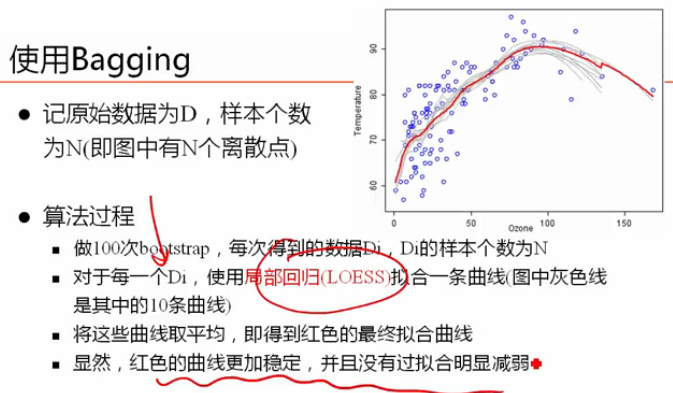 使用Bagging
● 记原始数据为D，样本个数
为N(即图中有N个离散点)
● 算法过程
■ 做100次bootstrap，每次得到的数据Di，Di的样本个数为N
■ 对于每一个Di，使用局部回归(LOESS)拟合一条曲线(图中灰色线
是其中的10条曲线)
■ 将这些曲线取平均，即得到红色的最终拟合曲线
■ 显然，红色的曲线更加稳定，并且没有过拟合明显减弱
Temperature
90
80
70
60
0 50 100 150
Ozone